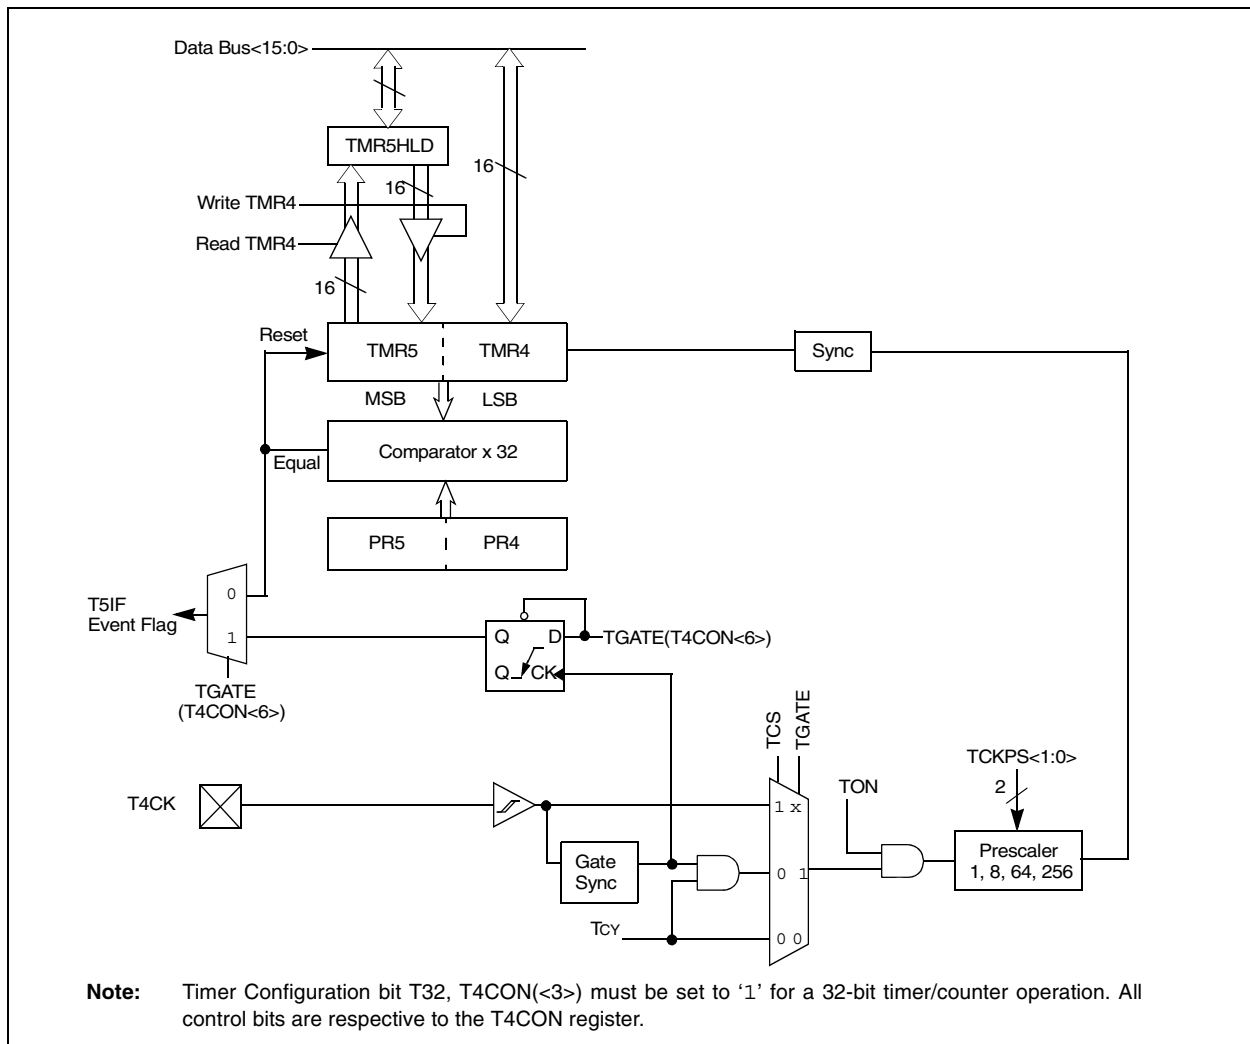 Data Bus<15:0>
TMR5HLD
16
16
Write TMR4
Read TMR4
16
Reset
TMR5
TMR4
Sync
MSB
LSB
Equal
Comparator x 32
PR5
PR4
0
T5IF
Event Flag
1
Q
D
TGATE(T4CON<6>)
Q
CK
TGATE
(T4CON<6>)
TCS
TGATE
TCKPS<1:0>
2
TON
T4CK
1 x
Gate
Sync
0 1
Prescaler
1, 8, 64, 256
TCY
0 0
Note: Timer Configuration bit T32, T4CON(<3>) must be set to ‘1’ for a 32-bit timer/counter operation. All
control bits are respective to the T4CON register.